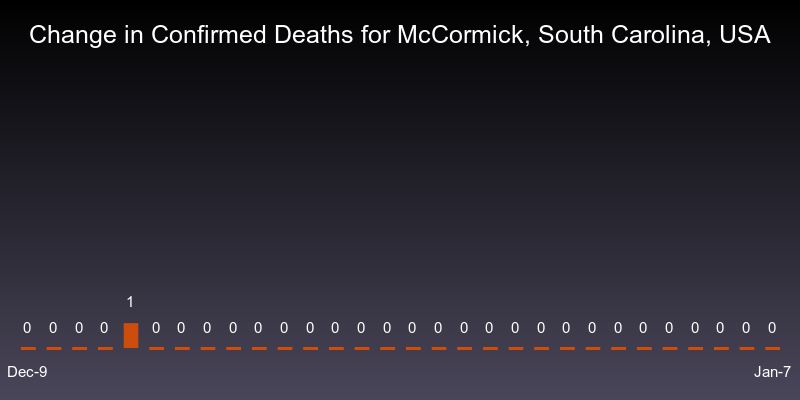 Change in Confirmed Deaths for McCormick, South Carolina, USA
1
0 0 0 0 0 0 0 0 0 0 0 0 0 0 0 0 0 0 0 0 0 0 0 0 0 0 0 0 0
Dec-9 Jan-7